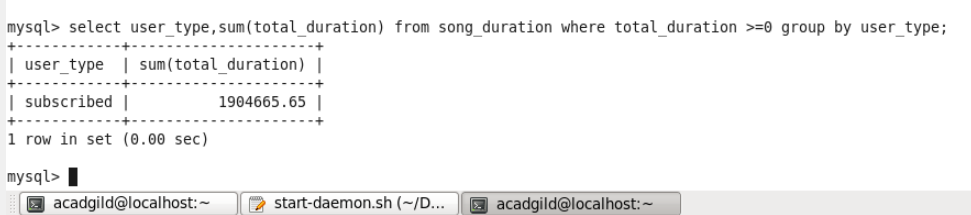 mysql> select user_type,sum(total_duration) from song_duration where total_duration >=0 group by user_type;
+------------+---------------------+
| user_type  | sum(total_duration) |
+------------+---------------------+
| subscribed |          1904665.65 |
+------------+---------------------+
1 row in set (0.00 sec)
mysql>
acadgild@localhost:~ start-daemon.sh (~/D... acadgild@localhost:~